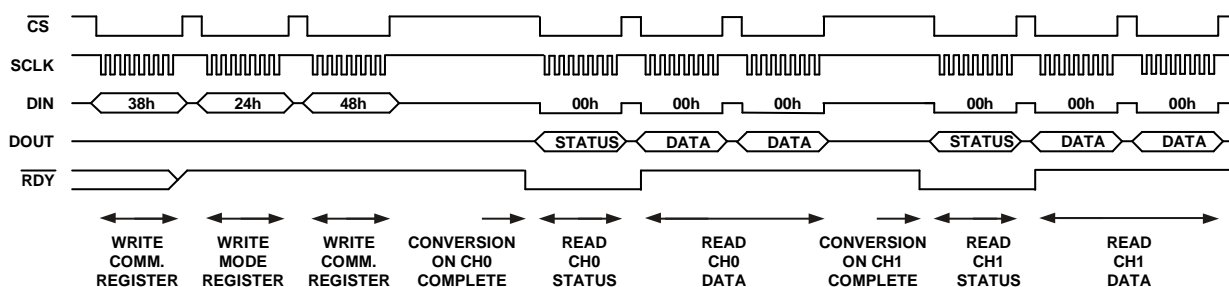 CS
SCLK
DIN 38h 24h 48h 00h 00h 00h 00h 00h 00h
DOUT STATUS DATA DATA STATUS DATA DATA
RDY
WRITE COMM. REGISTER
WRITE MODE REGISTER
WRITE COMM. REGISTER
CONVERSION ON CH0 COMPLETE
READ CH0 STATUS
READ CH0 DATA
CONVERSION ON CH1 COMPLETE
READ CH1 STATUS
READ CH1 DATA